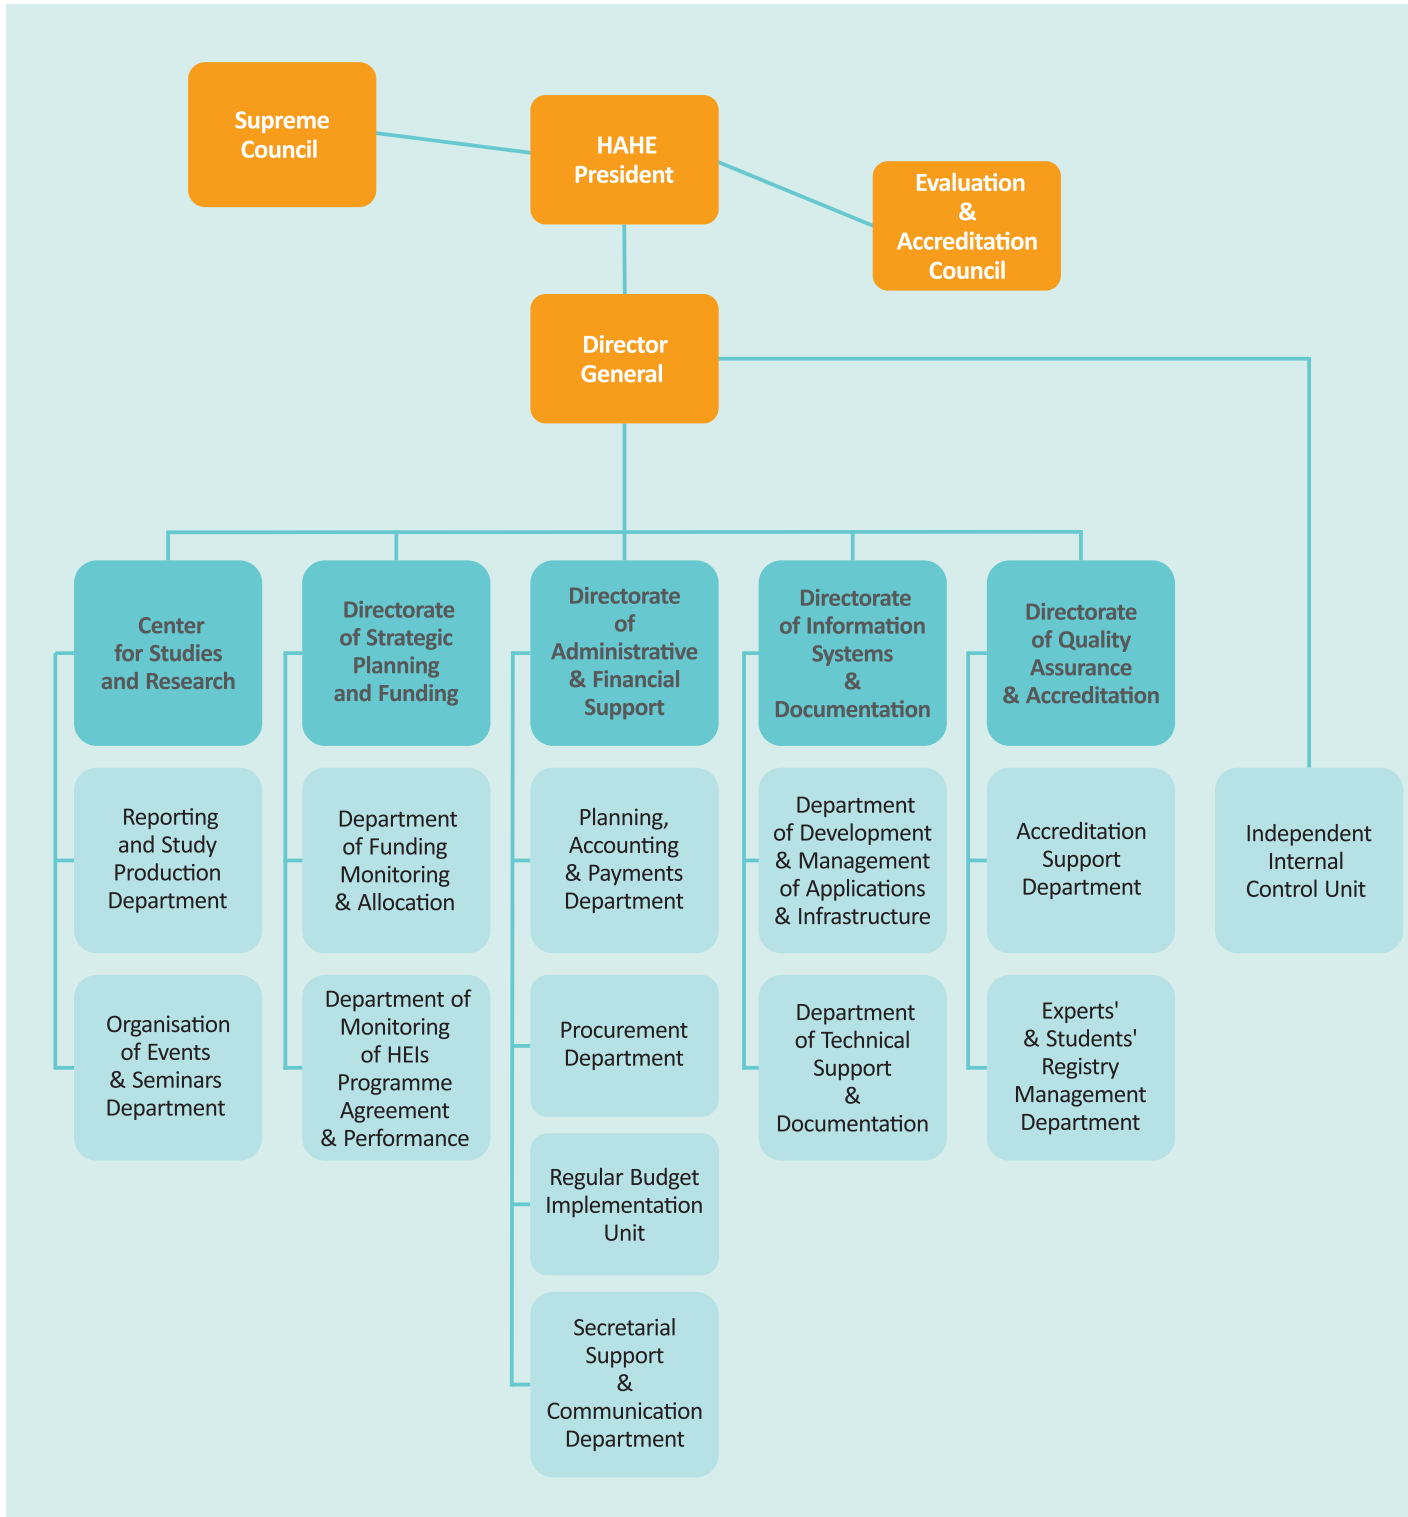 Supreme
Council
HAHE
President
Evaluation
&
Accreditation
Council
Director
General
Center
for Studies
and Research
Directorate
of Strategic
Planning
and Funding
Directorate
of
Administrative
& Financial
Support
Directorate
of Information
Systems
&
Documentation
Directorate
of Quality
Assurance
& Accreditation
Reporting
and Study
Production
Department
Department
of Funding
Monitoring
& Allocation
Planning,
Accounting
& Payments
Department
Department
of Development
& Management
of Applications
& Infrastructure
Accreditation
Support
Department
Independent
Internal
Control Unit
Organisation
of Events
& Seminars
Department
Department of
Monitoring
of HEIs
Programme
Agreement
& Performance
Procurement
Department
Department
of Technical
Support
&
Documentation
Experts'
& Students'
Registry
Management
Department
Regular Budget
Implementation
Unit
Secretarial
Support
&
Communication
Department